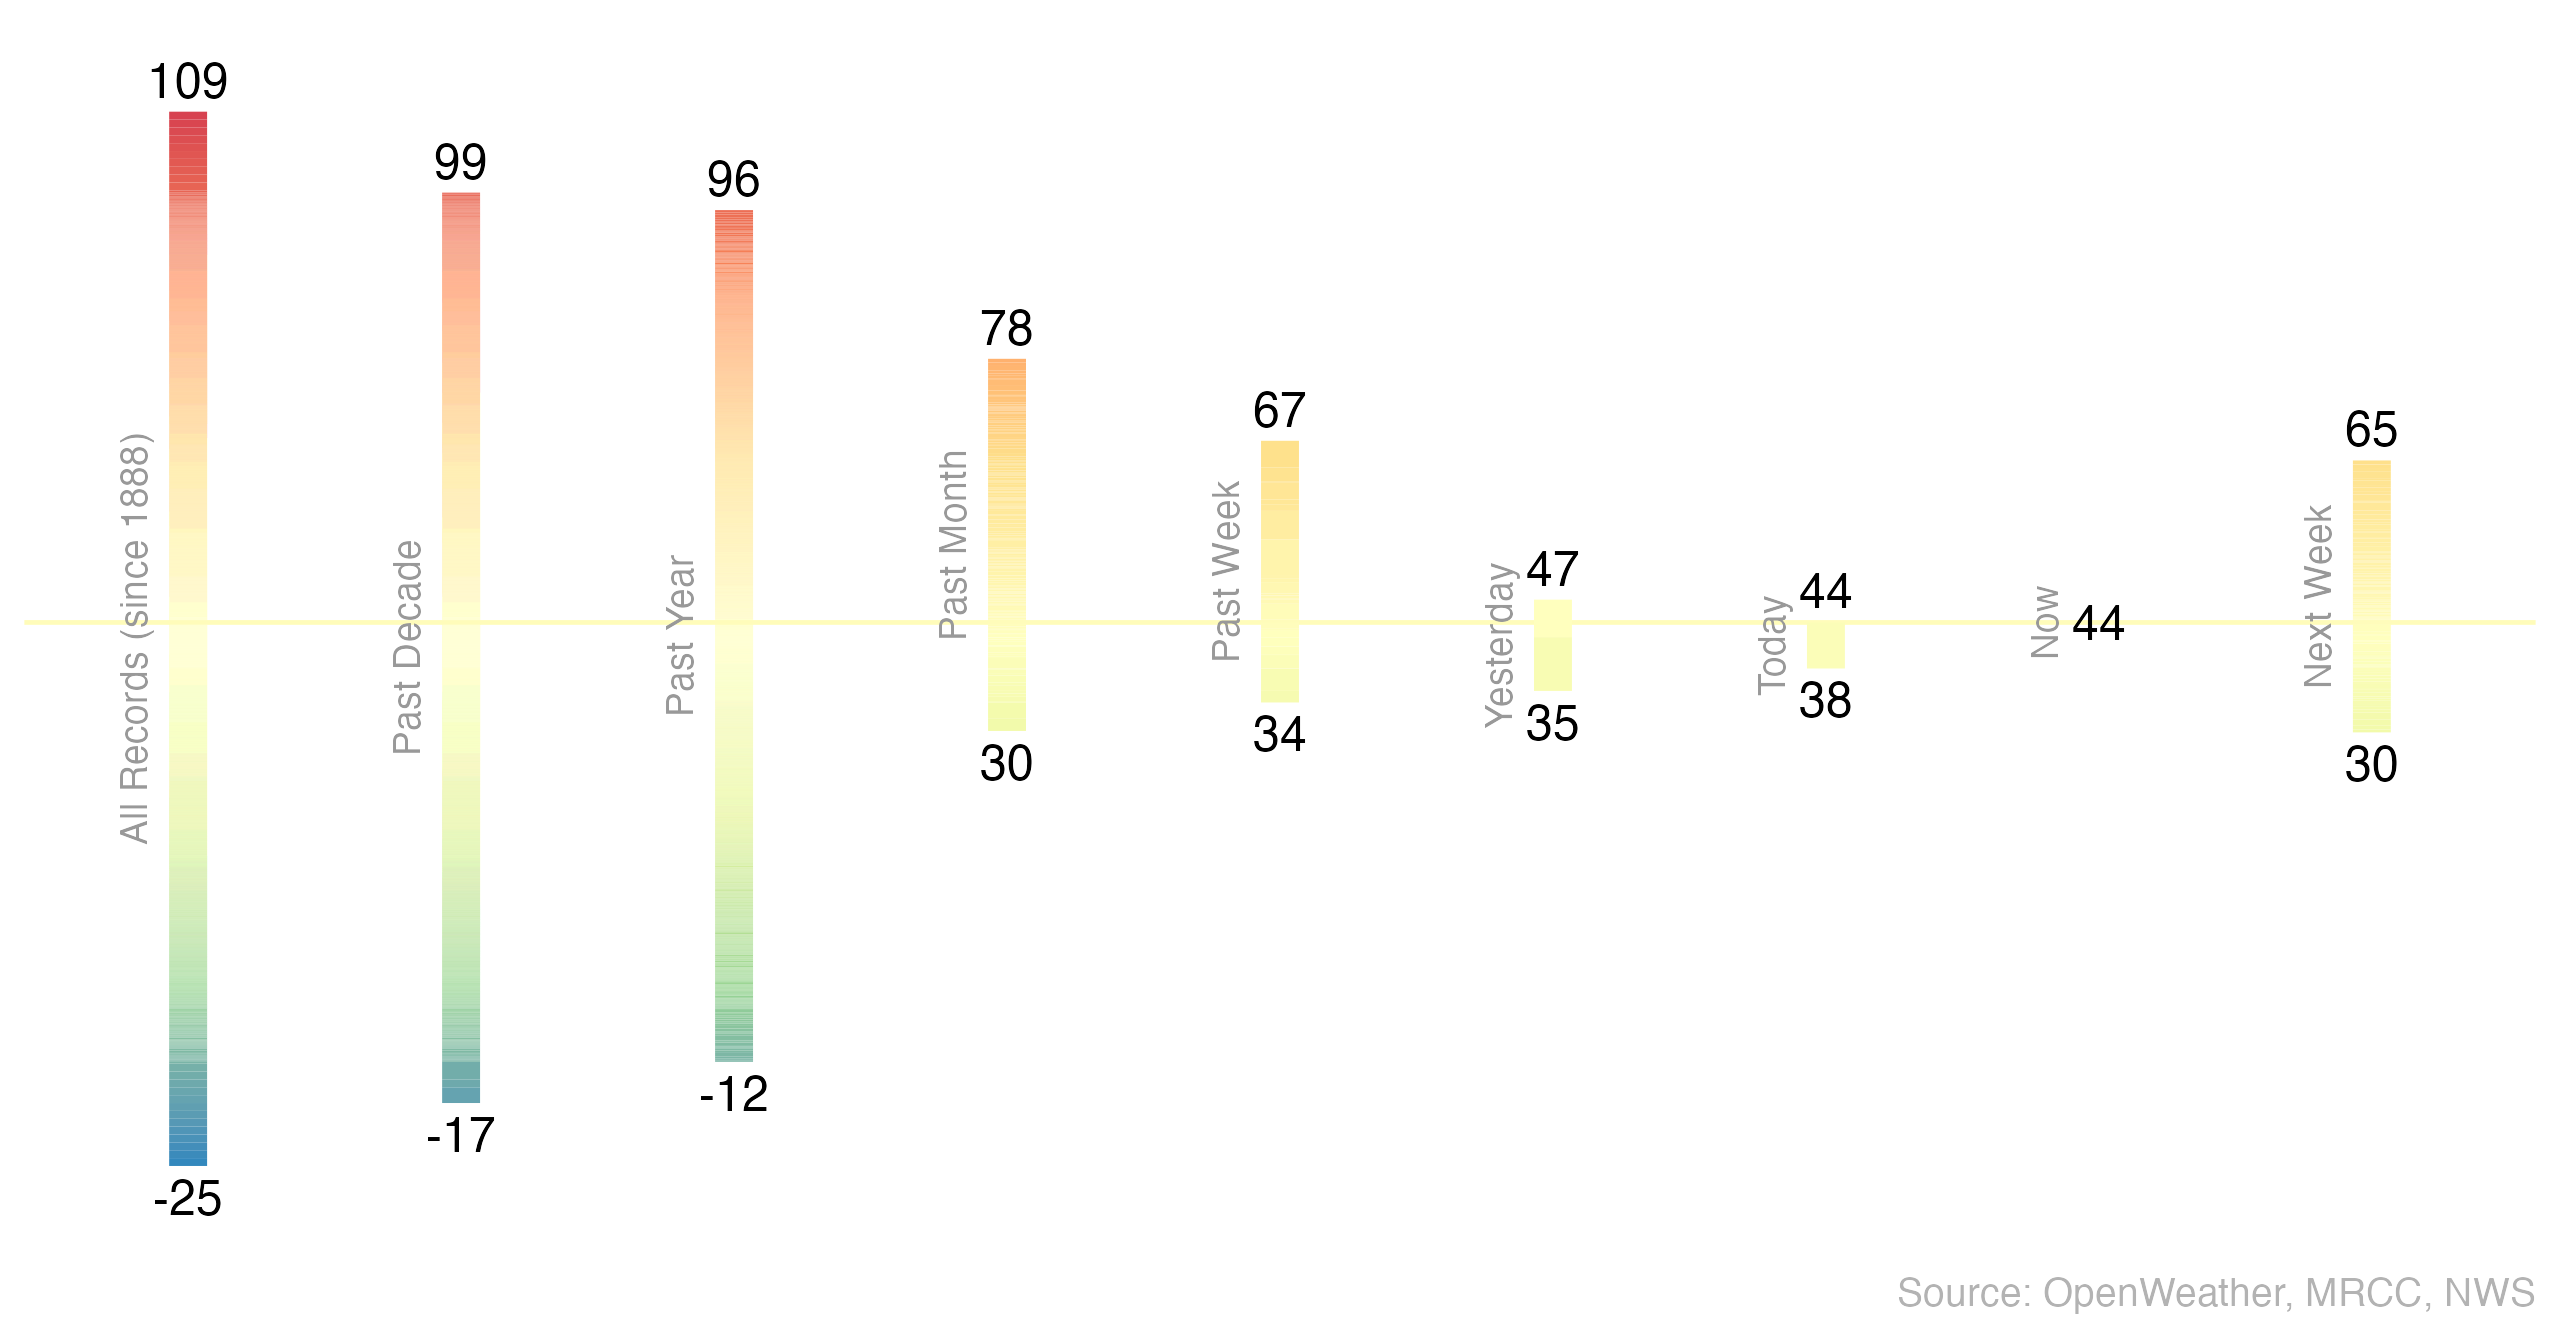 109
All Records (since 1888)
-25
99
Past Decade
-17
96
Past Year
-12
78
Past Month
30
67
Past Week
34
47
Yesterday
35
44
Today
38
Now
44
65
Next Week
30
Source: OpenWeather, MRCC, NWS